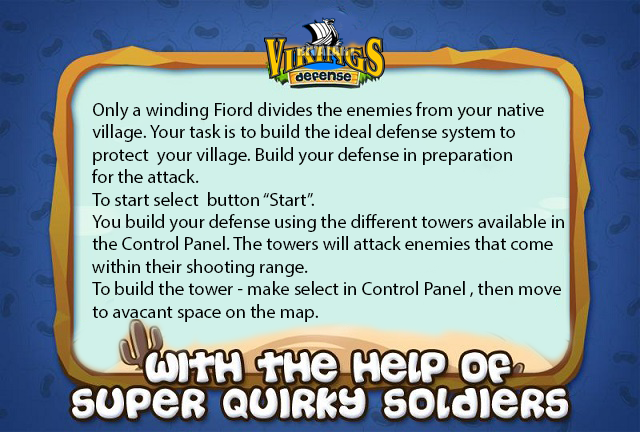 VIKINGS
defense
Only a winding Fiord divides the enemies from your native
village. Your task is to build the ideal defense system to
protect  your village. Build your defense in preparation
for the attack.
To start select  button “Start”.
You build your defense using the different towers available in
the Control Panel. The towers will attack enemies that come
within their shooting range.
To build the tower - make select in Control Panel , then move
to avacant space on the map.
WITH THE HELP OF
SUPER QUIRKY SOLDIERS